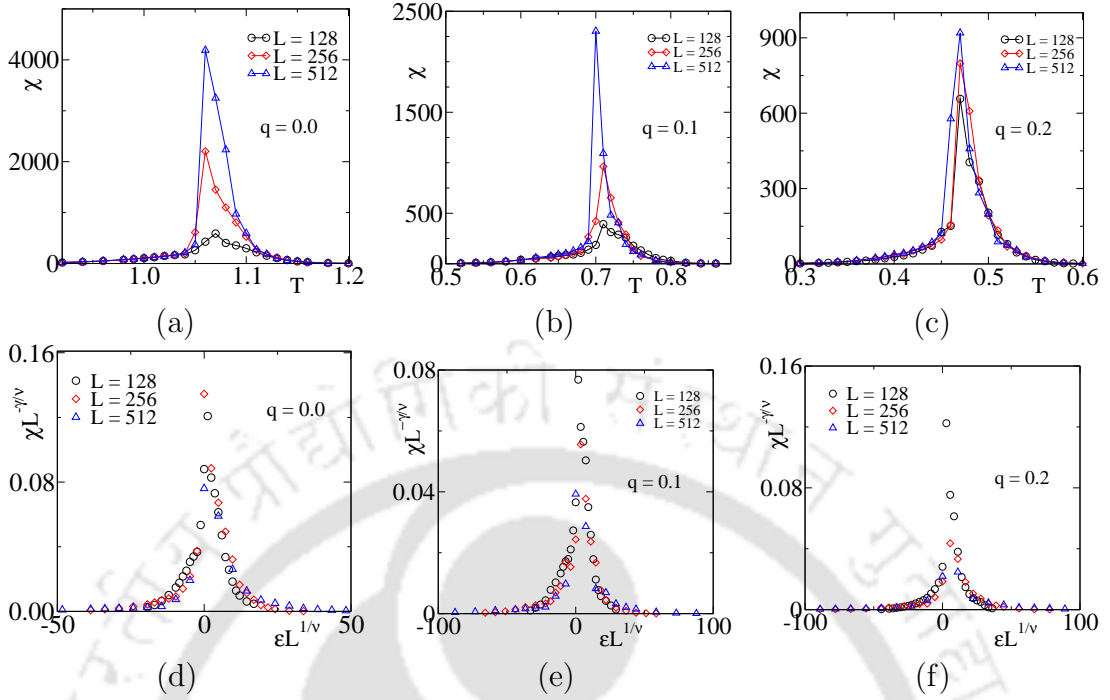 χ
4000
2000
0
1.0
1.1
1.2
T
L = 128
L = 256
L = 512
q = 0.0
(a)
χ
2500
2000
1500
1000
500
0
0.5
0.6
0.7
0.8
T
L = 128
L = 256
L = 512
q = 0.1
(b)
χ
900
600
300
0
0.3
0.4
0.5
0.6
T
L = 128
L = 256
L = 512
q = 0.2
(c)
χL^-γ/ν
0.16
0.08
0.00
-50
0
50
εL^1/ν
L = 128
L = 256
L = 512
q = 0.0
(d)
χL^−γ/ν
0.08
0.04
0
-100
0
100
εL^1/ν
L = 128
L = 256
L = 512
q = 0.1
(e)
χL^-γ/ν
0.16
0.08
0
-100
0
100
εL^1/ν
L = 128
L = 256
L = 512
q = 0.2
(f)